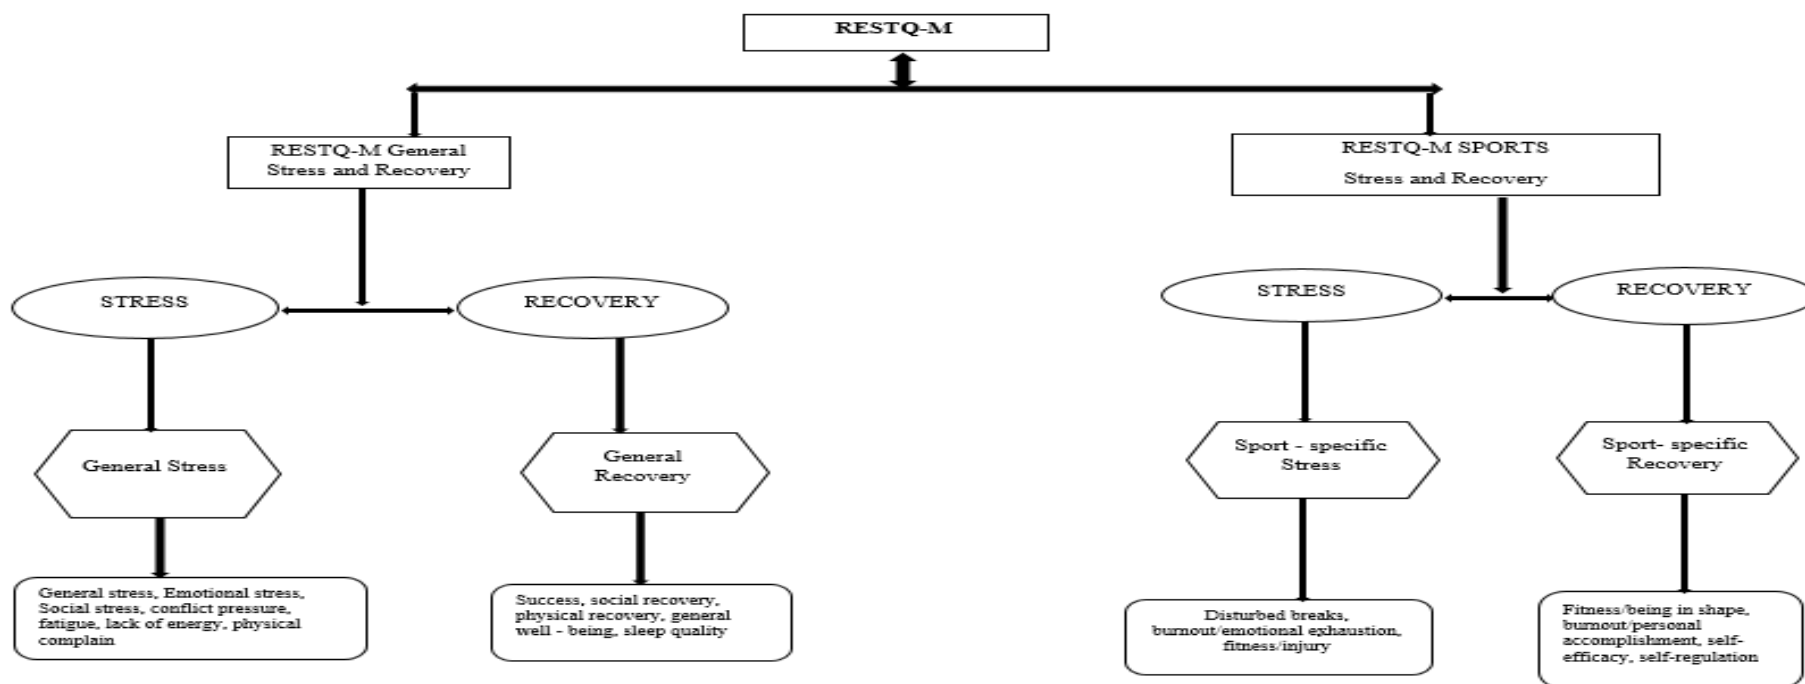 RESTQ-M
RESTQ-M General
Stress and Recovery
RESTQ-M SPORTS
Stress and Recovery
STRESS
RECOVERY
STRESS
RECOVERY
General Stress
General
Recovery
Sport - specific
Stress
Sport- specific
Recovery
General stress, Emotional stress,
Social stress, conflict pressure,
fatigue, lack of energy, physical
complain
Success, social recovery,
physical recovery, general
well - being, sleep quality
Disturbed breaks,
burnout/emotional exhaustion,
fitness/injury
Fitness/being in shape,
burnout/personal
accomplishment, self-
efficacy, self-regulation